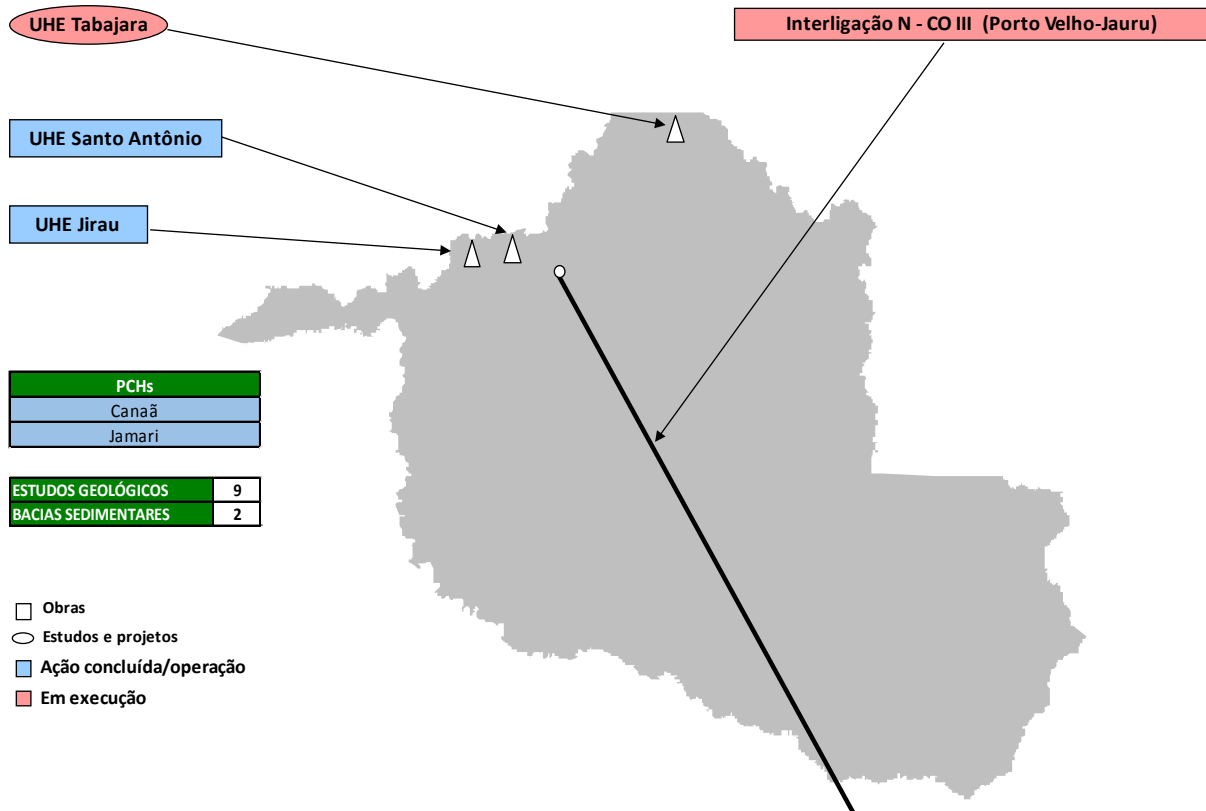 UHE Tabajara
Interligação N - CO III (Porto Velho-Jauru)
UHE Santo Antônio
UHE Jirau
PCHs
Canaã
Jamari
ESTUDOS GEOLÓGICOS 9
BACIAS SEDIMENTARES 2
Obras
Estudos e projetos
Ação concluída/operação
Em execução